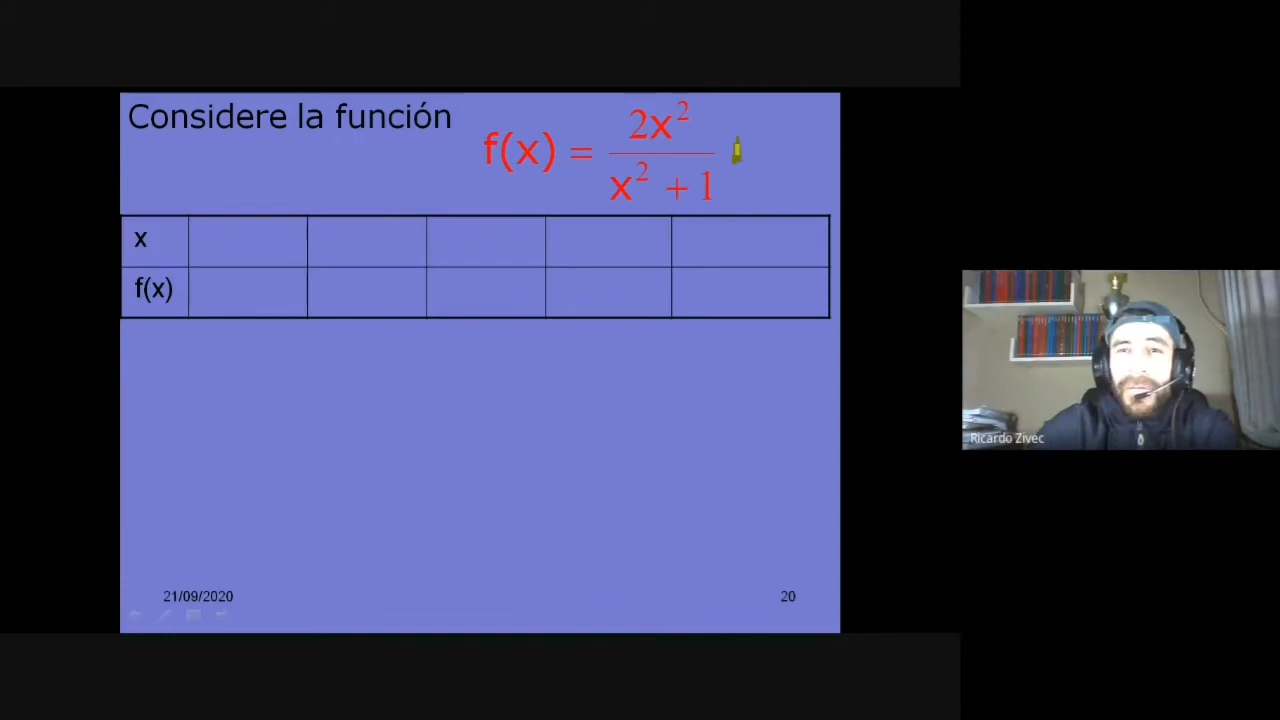 Considere la función
f(x) = 2x² / x² + 1
x
f(x)
21/09/2020
20
Ricardo Zivec